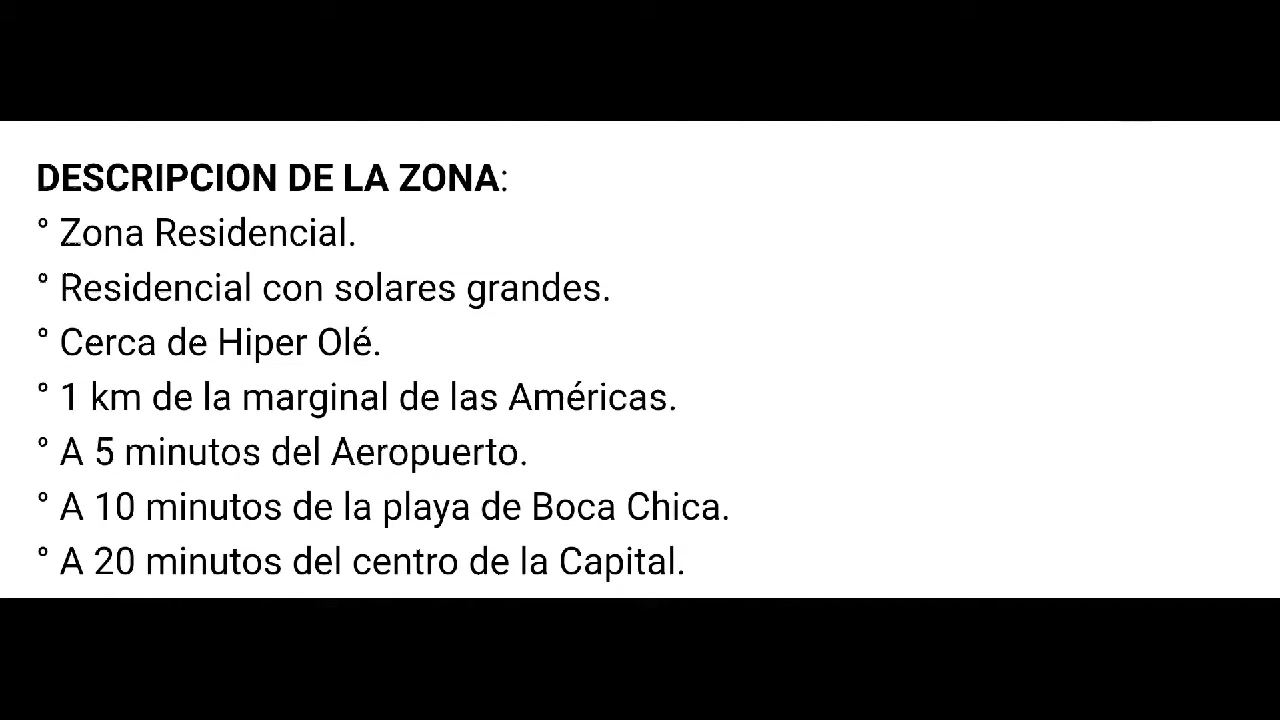 DESCRIPCION DE LA ZONA:
° Zona Residencial.
° Residencial con solares grandes.
° Cerca de Hiper Olé.
° 1 km de la marginal de las Américas.
° A 5 minutos del Aeropuerto.
° A 10 minutos de la playa de Boca Chica.
° A 20 minutos del centro de la Capital.